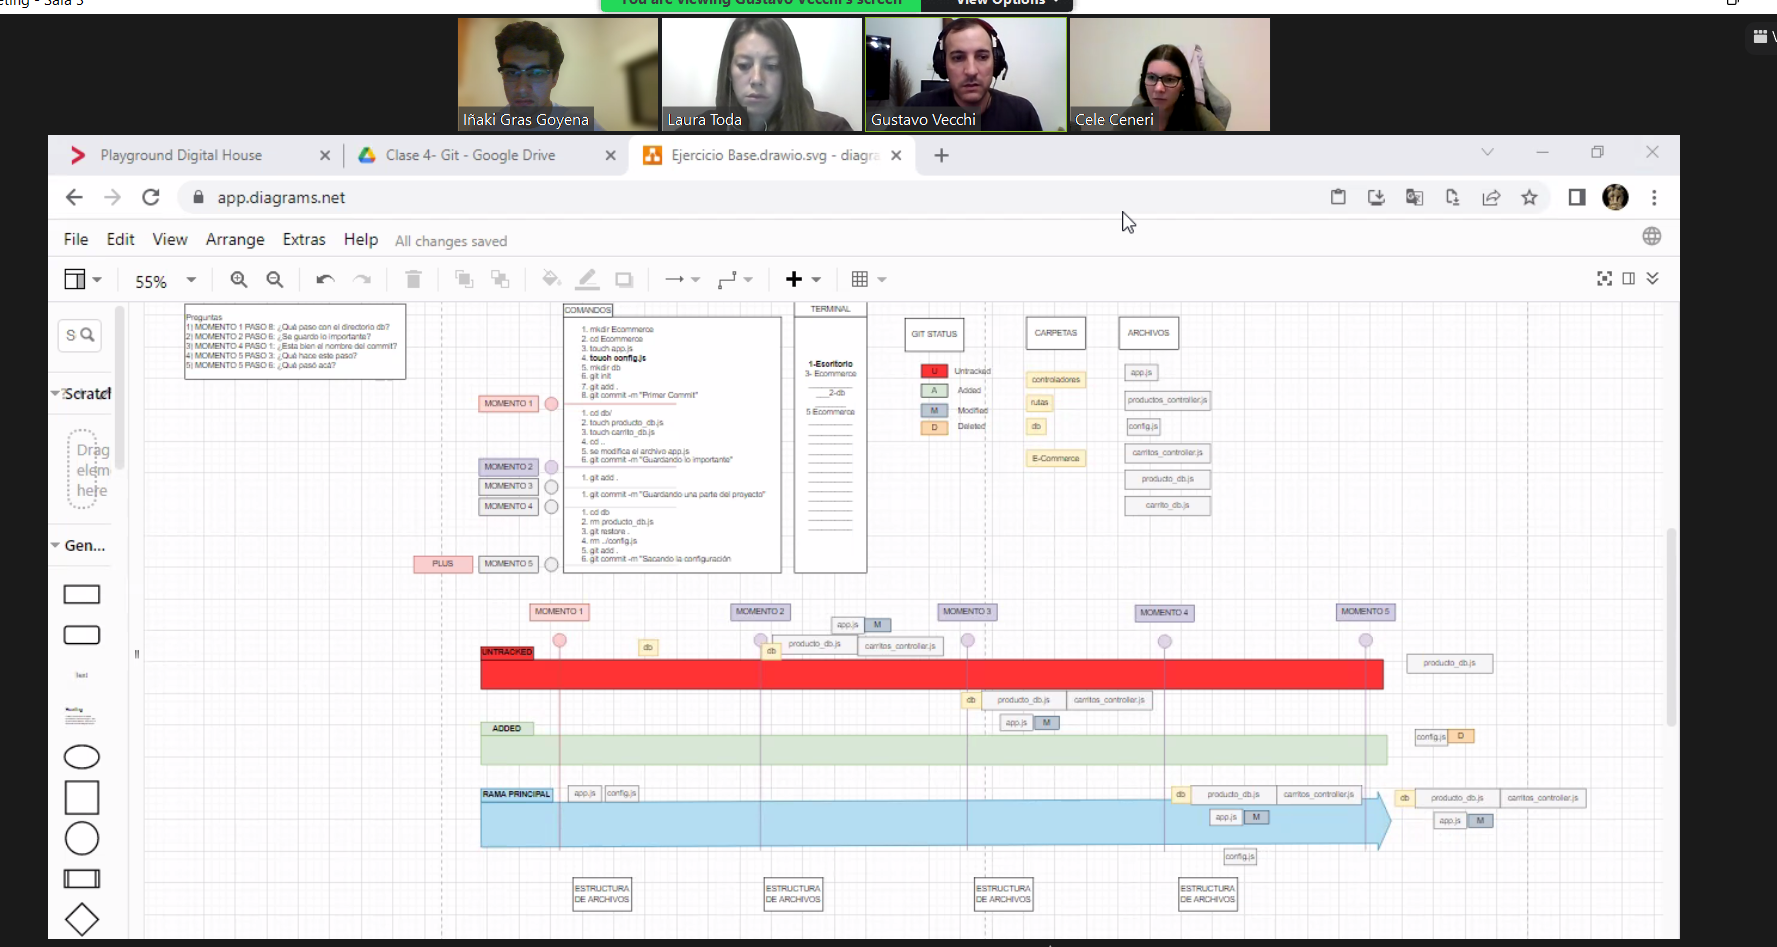 eting - Sala 3
You are viewing Gustavo Vecchi's screen
View Options
Iñaki Gras Goyena
Laura Toda
Gustavo Vecchi
Cele Ceneri
Playground Digital House
Clase 4- Git - Google Drive
Ejercicio Base.drawio.svg - diagra
app.diagrams.net
File Edit View Arrange Extras Help All changes saved
55%
S
Scratch
Drag
elem
here
Gen...
Text
Heading
Preguntas
1) MOMENTO 1 PASO 8: ¿Qué paso con el directorio db?
2) MOMENTO 2 PASO 6: ¿Se guardo lo importante?
3) MOMENTO 4 PASO 1: ¿Esta bien el nombre del commit?
4) MOMENTO 5 PASO 3: ¿Qué hace este paso?
5) MOMENTO 5 PASO 6: ¿Qué pasó acá?
COMANDOS
1. mkdir Ecommerce
2. cd Ecommerce
3. touch app.js
4. touch config.js
5. mkdir db
6. git init
7. git add .
8. git commit -m "Primer Commit"
1. cd db/
2. touch producto_db.js
3. touch carrito_db.js
4. cd ..
5. se modifica el archivo app.js
6. git commit -m "Guardando lo importante"
1. git add .
1. git commit -m "Guardando una parte del proyecto"
1. cd db
2. rm producto_db.js
3. git restore .
4. rm ../config.js
5. git add .
6. git commit -m "Sacando la configuración
MOMENTO 1
MOMENTO 2
MOMENTO 3
MOMENTO 4
PLUS
MOMENTO 5
TERMINAL
1-Escritorio
3- Ecommerce
2-db
5 Ecommerce
GIT STATUS
U Untracked
A Added
M Modified
D Deleted
CARPETAS
controladores
rutas
db
E-Commerce
ARCHIVOS
app.js
productos_controller.js
config.js
carritos_controller.js
producto_db.js
carrito_db.js
MOMENTO 1
MOMENTO 2
MOMENTO 3
MOMENTO 4
MOMENTO 5
app.js M
db
db producto_db.js carritos_controller.js
UNTRACKED
producto_db.js
db producto_db.js carritos_controller.js
app.js M
ADDED
config.js D
RAMA PRINCIPAL
app.js config.js
db producto_db.js carritos_controller.js
app.js M
config.js
db producto_db.js carritos_controller.js
app.js M
ESTRUCTURA
DE ARCHIVOS
ESTRUCTURA
DE ARCHIVOS
ESTRUCTURA
DE ARCHIVOS
ESTRUCTURA
DE ARCHIVOS